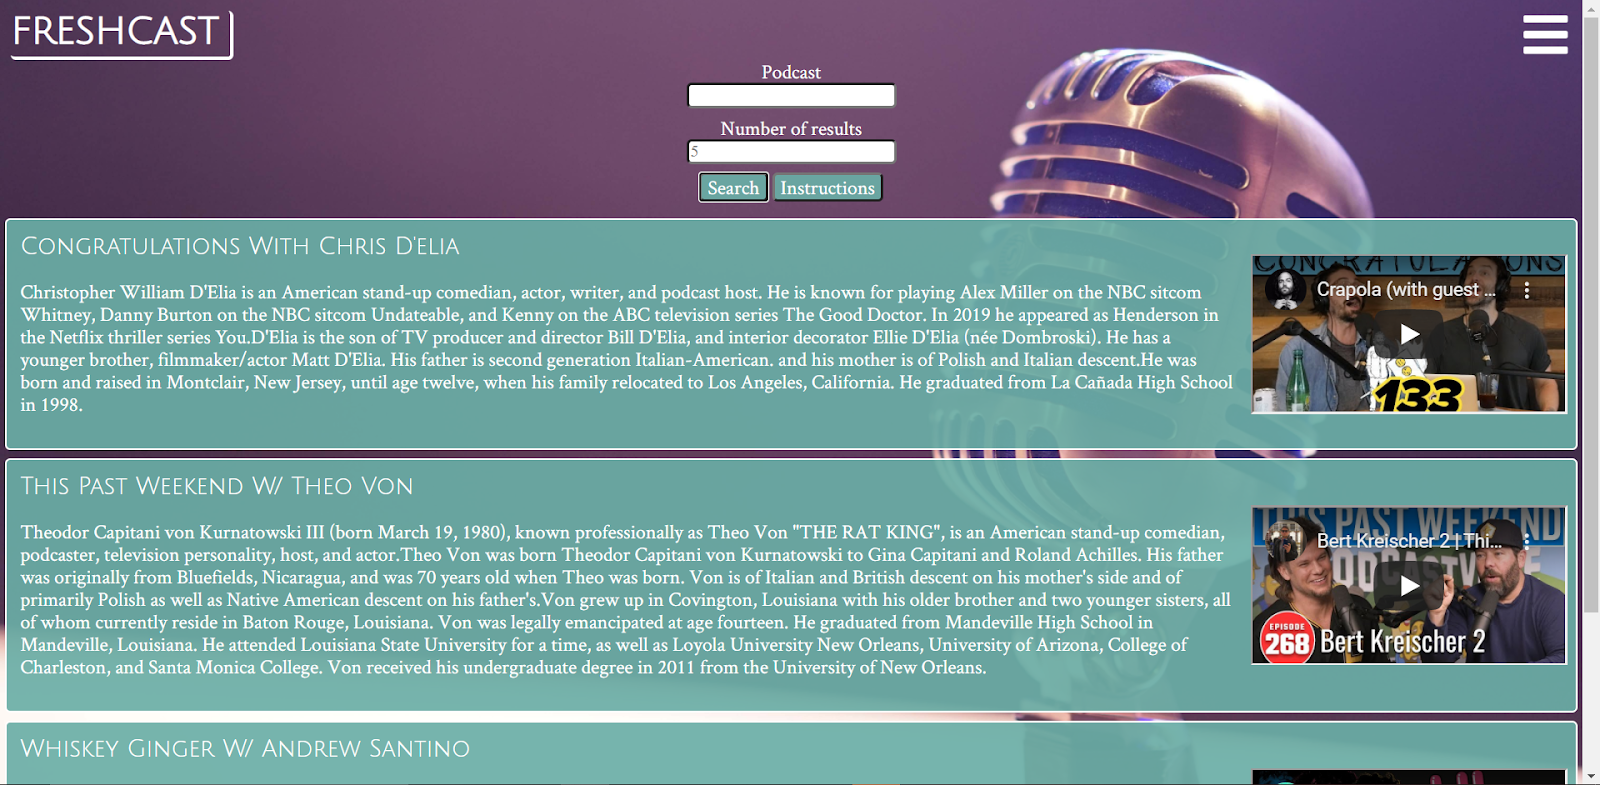 FRESHCAST
Podcast
Number of results
5
Search Instructions
Congratulations With Chris D'elia
Christopher William D'Elia is an American stand-up comedian, actor, writer, and podcast host. He is known for playing Alex Miller on the NBC sitcom
Whitney, Danny Burton on the NBC sitcom Undateable, and Kenny on the ABC television series The Good Doctor. In 2019 he appeared as Henderson in
the Netflix thriller series You.D'Elia is the son of TV producer and director Bill D'Elia, and interior decorator Ellie D'Elia (née Dombroski). He has a
younger brother, filmmaker/actor Matt D'Elia. His father is second generation Italian-American. and his mother is of Polish and Italian descent.He was
born and raised in Montclair, New Jersey, until age twelve, when his family relocated to Los Angeles, California. He graduated from La Cañada High School
in 1998.
CONGRATULATIONS
Crapola (with guest ...
133
This Past Weekend W/ Theo Von
Theodor Capitani von Kurnatowski III (born March 19, 1980), known professionally as Theo Von "THE RAT KING", is an American stand-up comedian,
podcaster, television personality, host, and actor.Theo Von was born Theodor Capitani von Kurnatowski to Gina Capitani and Roland Achilles. His father
was originally from Bluefields, Nicaragua, and was 70 years old when Theo was born. Von is of Italian and British descent on his mother's side and of
primarily Polish as well as Native American descent on his father's.Von grew up in Covington, Louisiana with his older brother and two younger sisters, all
of whom currently reside in Baton Rouge, Louisiana. Von was legally emancipated at age fourteen. He graduated from Mandeville High School in
Mandeville, Louisiana. He attended Louisiana State University for a time, as well as Loyola University New Orleans, University of Arizona, College of
Charleston, and Santa Monica College. Von received his undergraduate degree in 2011 from the University of New Orleans.
THIS PAST WEEKEND
Bert Kreischer 2 | Thi...
EPISODE
268 Bert Kreischer 2
Whiskey Ginger W/ Andrew Santino